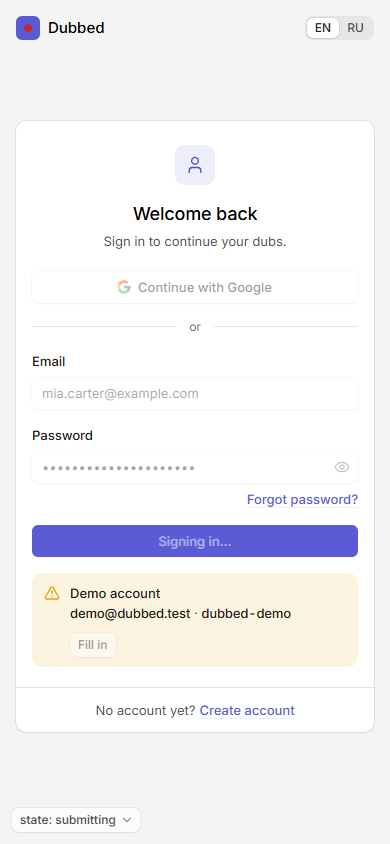 Dubbed
EN RU
Welcome back
Sign in to continue your dubs.
Continue with Google
or
Email
mia.carter@example.com
Password
••••••••••••••••••••
Forgot password?
Signing in...
Demo account
demo@dubbed.test · dubbed-demo
Fill in
No account yet? Create account
state: submitting